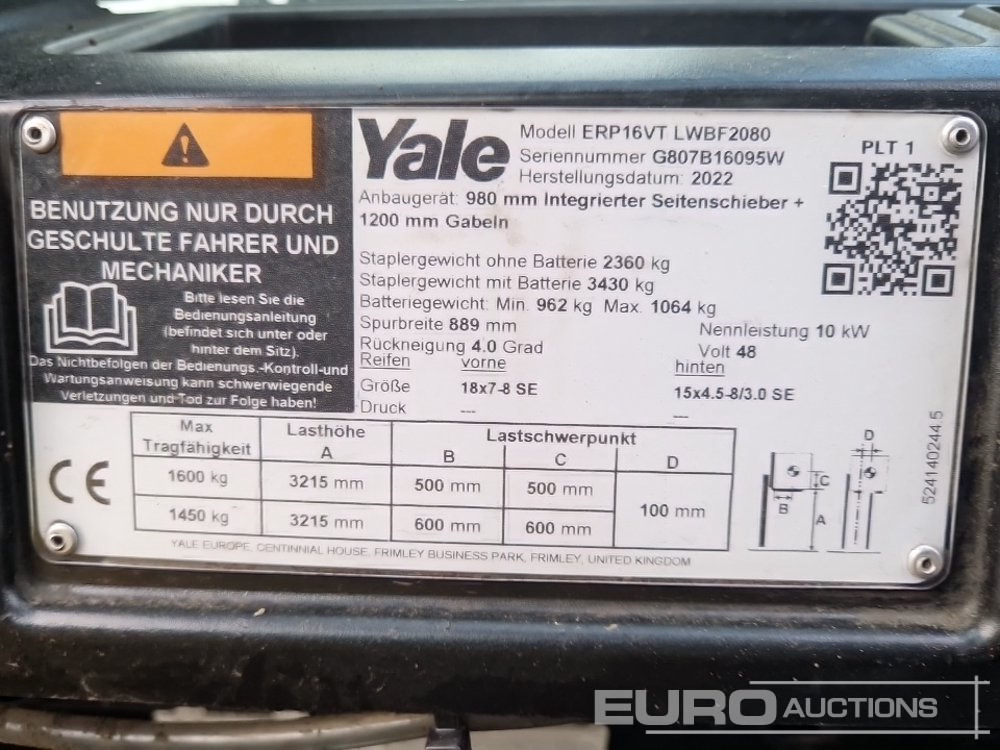 BENUTZUNG NUR DURCH
GESCHULTE FAHRER UND
MECHANIKER
Bitte lesen Sie die
Bedienungsanleitung
(befindet sich unter oder
hinter dem Sitz).
Das Nichtbefolgen der Bedienungs.-Kontroll-und
Wartungsanweisung kann schwerwiegende
Verletzungen und Tod zur Folge haben!
Yale
Modell ERP16VT LWBF2080
Seriennummer G807B16095W
Herstellungsdatum: 2022
PLT 1
Anbaugerät: 980 mm Integrierter Seitenschieber +
1200 mm Gabeln
Staplergewicht ohne Batterie 2360 kg
Staplergewicht mit Batterie 3430 kg
Batteriegewicht: Min. 962 kg Max. 1064 kg
Spurbreite 889 mm Nennleistung 10 kW
Rückneigung 4.0 Grad Volt 48
Reifen vorne hinten
Größe 18x7-8 SE 15x4.5-8/3.0 SE
Druck --- ---
Max Tragfähigkeit Lasthöhe A Lastschwerpunkt
B C D
1600 kg 3215 mm 500 mm 500 mm 100 mm
1450 kg 3215 mm 600 mm 600 mm
CE
D
C
B
A
524140244.5
YALE EUROPE, CENTINNIAL HOUSE, FRIMLEY BUSINESS PARK, FRIMLEY, UNITED KINGDOM
EURO AUCTIONS